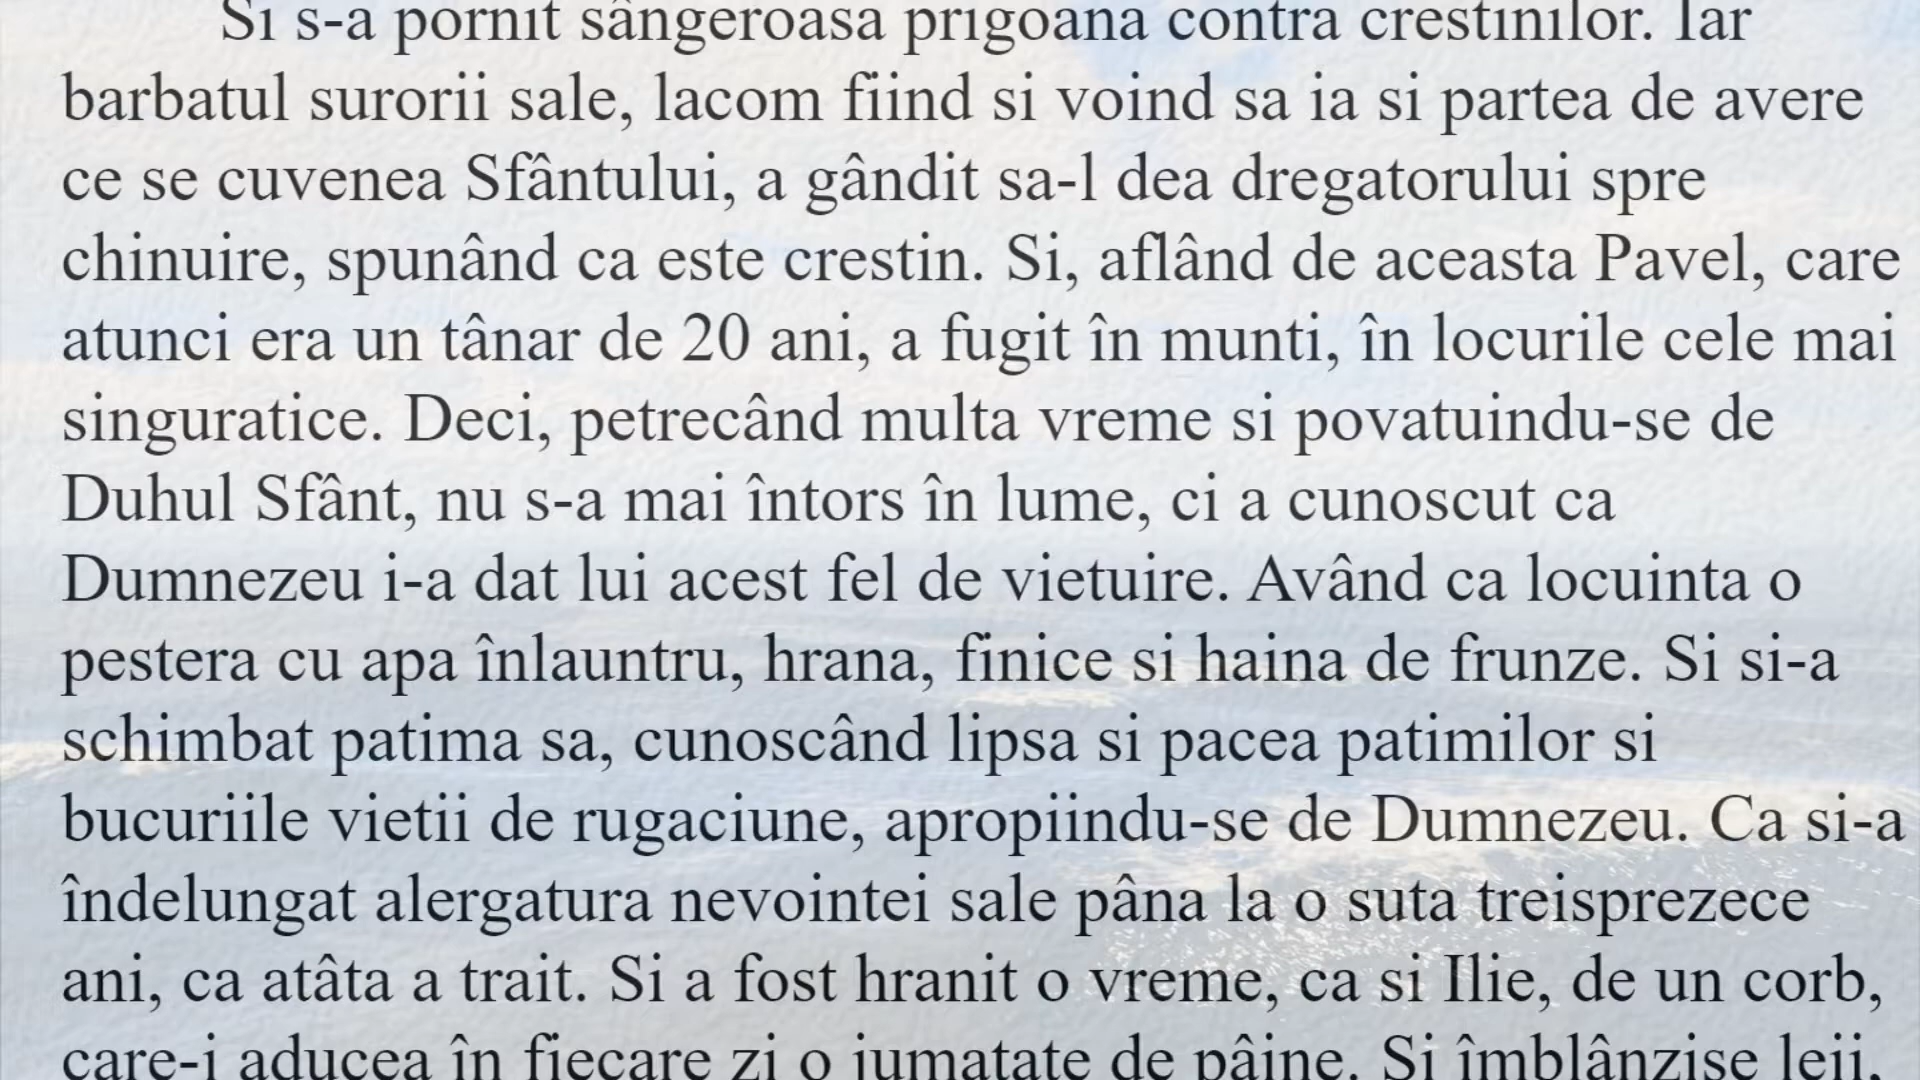 Si s-a pornit sângeroasa prigoana contra crestinilor. Iar
barbatul surorii sale, lacom fiind si voind sa ia si partea de avere
ce se cuvenea Sfântului, a gândit sa-l dea dregatorului spre
chinuire, spunând ca este crestin. Si, aflând de aceasta Pavel, care
atunci era un tânar de 20 ani, a fugit în munti, în locurile cele mai
singuratice. Deci, petrecând multa vreme si povatuindu-se de
Duhul Sfânt, nu s-a mai întors în lume, ci a cunoscut ca
Dumnezeu i-a dat lui acest fel de vietuire. Având ca locuinta o
pestera cu apa înlauntru, hrana, finice si haina de frunze. Si si-a
schimbat patima sa, cunoscând lipsa si pacea patimilor si
bucuriile vietii de rugaciune, apropiindu-se de Dumnezeu. Ca si-a
îndelungat alergatura nevointei sale pâna la o suta treisprezece
ani, ca atâta a trait. Si a fost hranit o vreme, ca si Ilie, de un corb,
care-i aducea în fiecare zi o jumatate de pâine. Si îmblânzise leii,